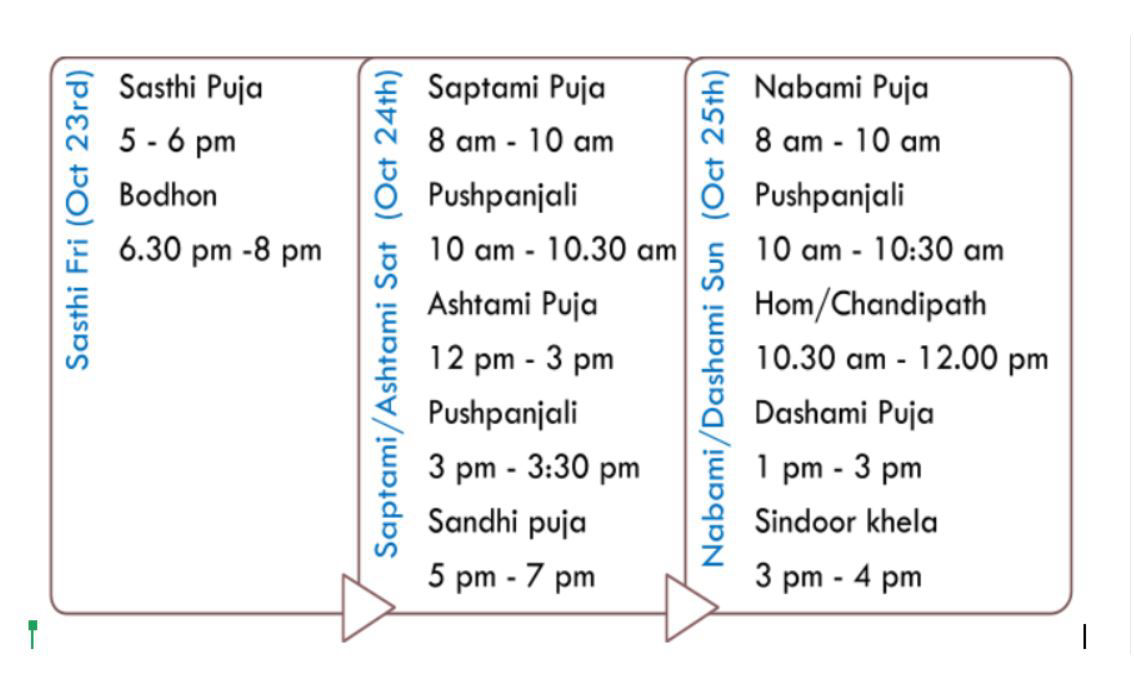 Sasthi Fri (Oct 23rd)
Sasthi Puja
5 - 6 pm
Bodhon
6.30 pm -8 pm
Saptami/Ashtami Sat (Oct 24th)
Saptami Puja
8 am - 10 am
Pushpanjali
10 am - 10.30 am
Ashtami Puja
12 pm - 3 pm
Pushpanjali
3 pm - 3:30 pm
Sandhi puja
5 pm - 7 pm
Nabami/Dashami Sun (Oct 25th)
Nabami Puja
8 am - 10 am
Pushpanjali
10 am - 10:30 am
Hom/Chandipath
10.30 am - 12.00 pm
Dashami Puja
1 pm - 3 pm
Sindoor khela
3 pm - 4 pm